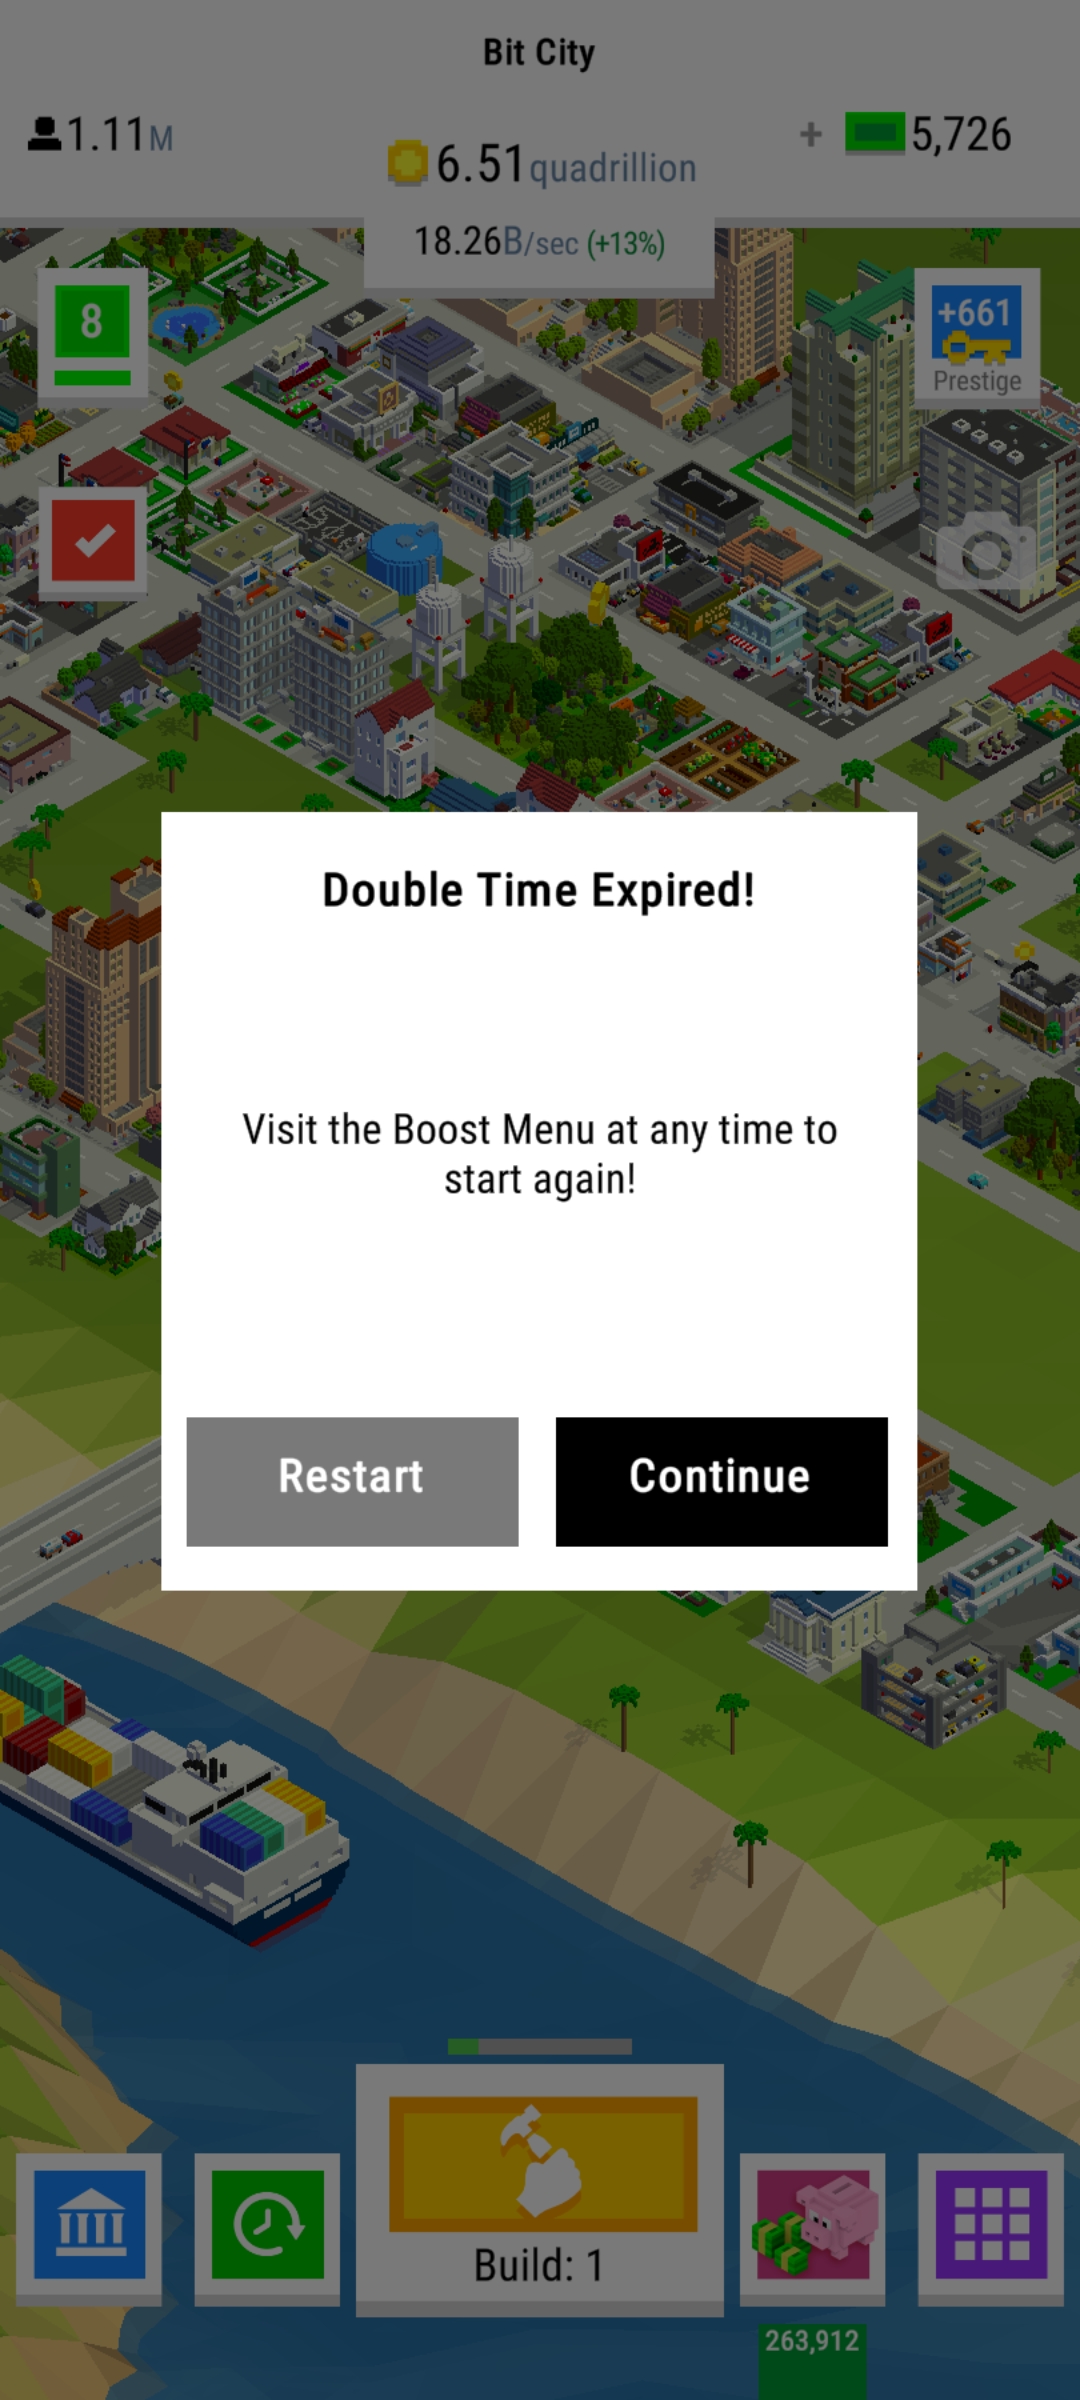 Bit City
1.11M
6.51quadrillion
+ 5,726
18.26B/sec (+13%)
8
+661
Prestige
Double Time Expired!
Visit the Boost Menu at any time to
start again!
Restart
Continue
Build: 1
263,912